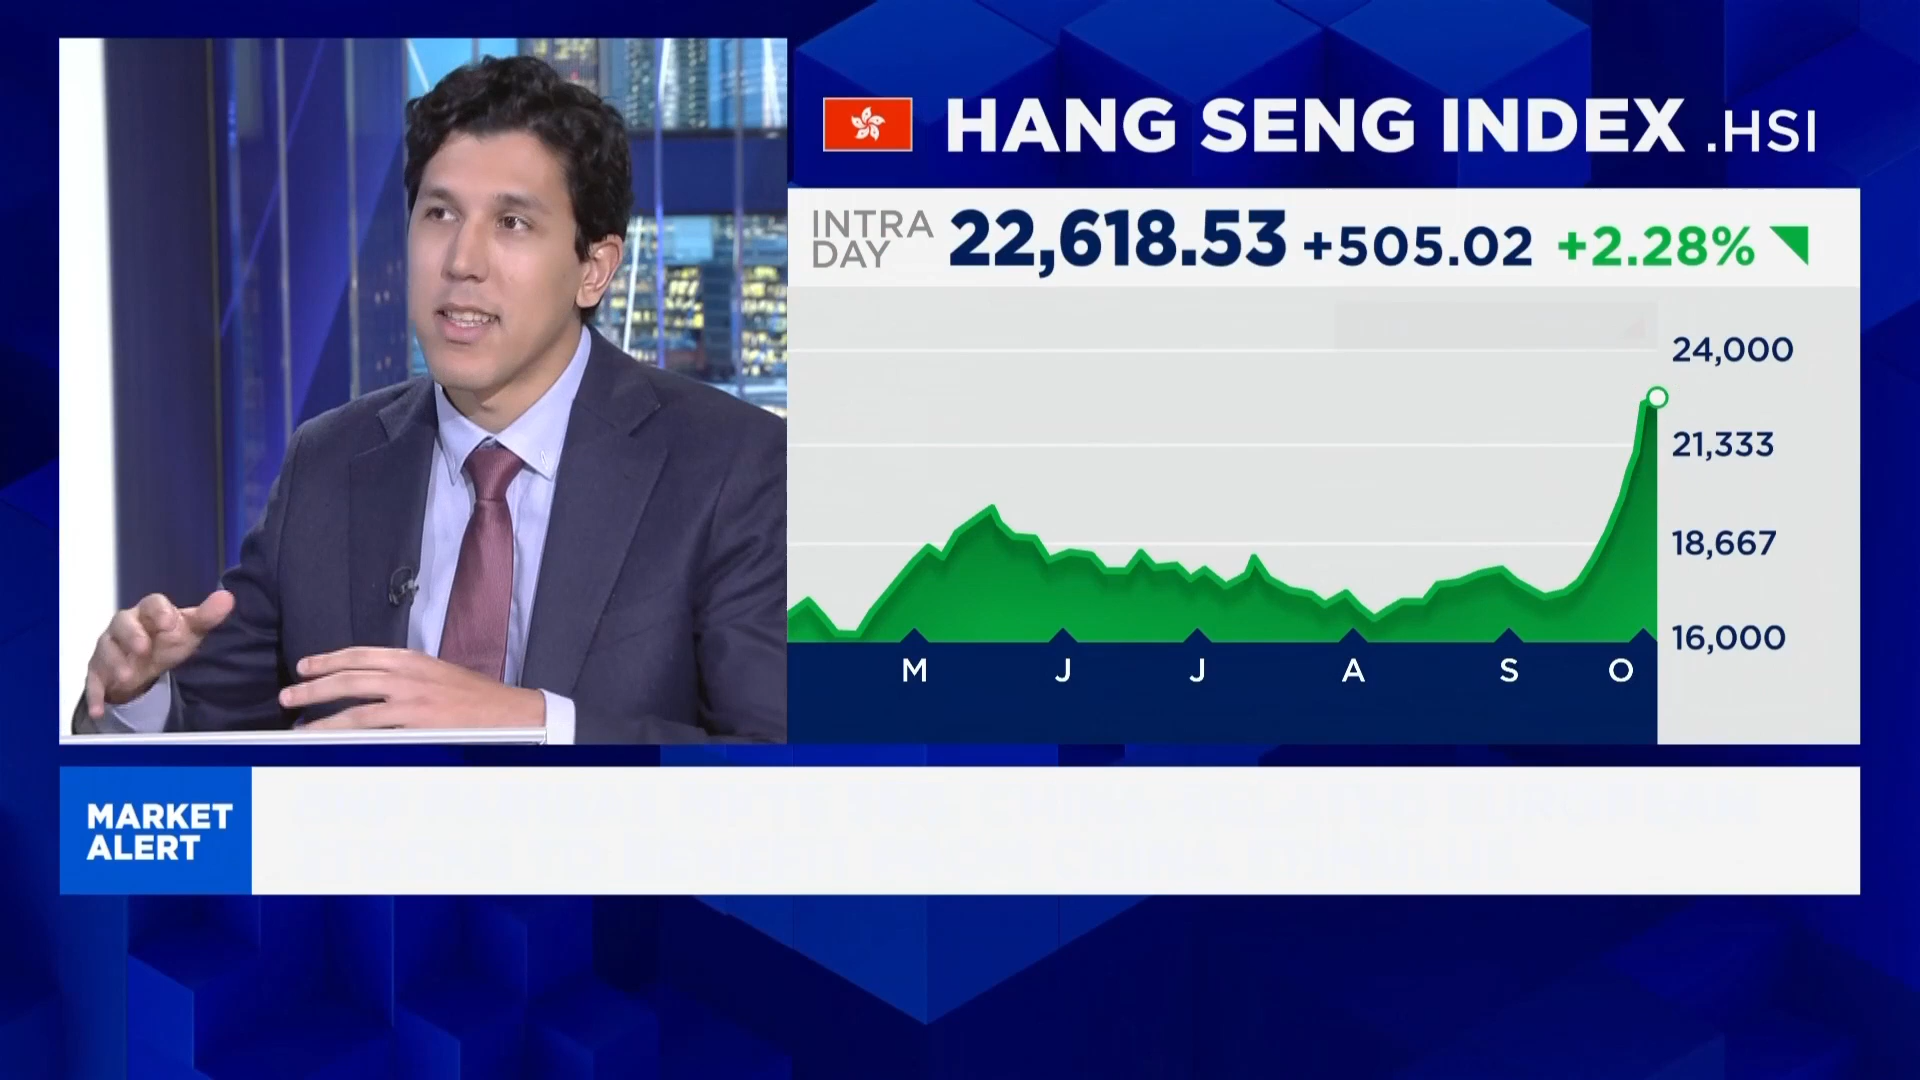 HANG SENG INDEX .HSI
INTRA
DAY
22,618.53 +505.02 +2.28%
24,000
21,333
18,667
16,000
M J J A S O
MARKET
ALERT